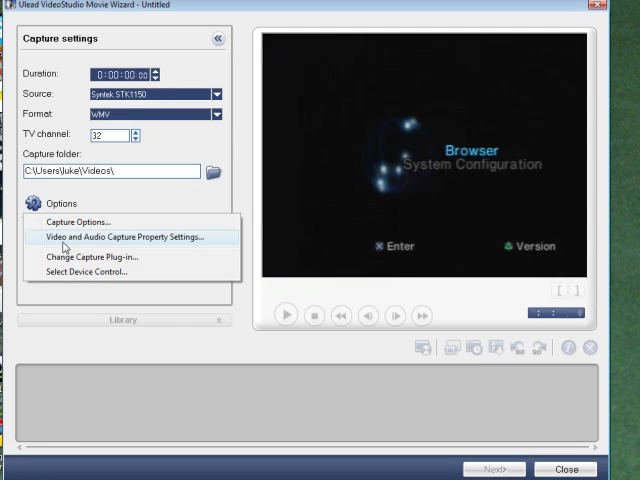 Ulead VideoStudio Movie Wizard - Untitled
Capture settings
Duration: 0:00:00:00
Source: Syntek STK1150
Format: WMV
TV channel: 32
Capture folder:
C:\Users\luke\Videos\
Options
Capture Options...
Video and Audio Capture Property Settings...
Change Capture Plug-in...
Select Device Control...
Library
Browser
System Configuration
Enter
Version
Next>
Close